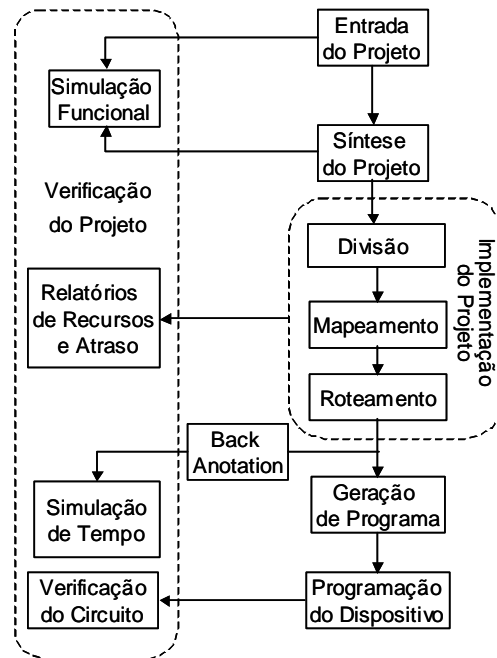 Entrada
do Projeto
Simulação
Funcional
Síntese
do Projeto
Verificação
do Projeto
Implementação
do Projeto
Divisão
Relatórios
de Recursos
e Atraso
Mapeamento
Roteamento
Back
Anotation
Simulação
de Tempo
Geração
de Programa
Verificação
do Circuito
Programação
do Dispositivo